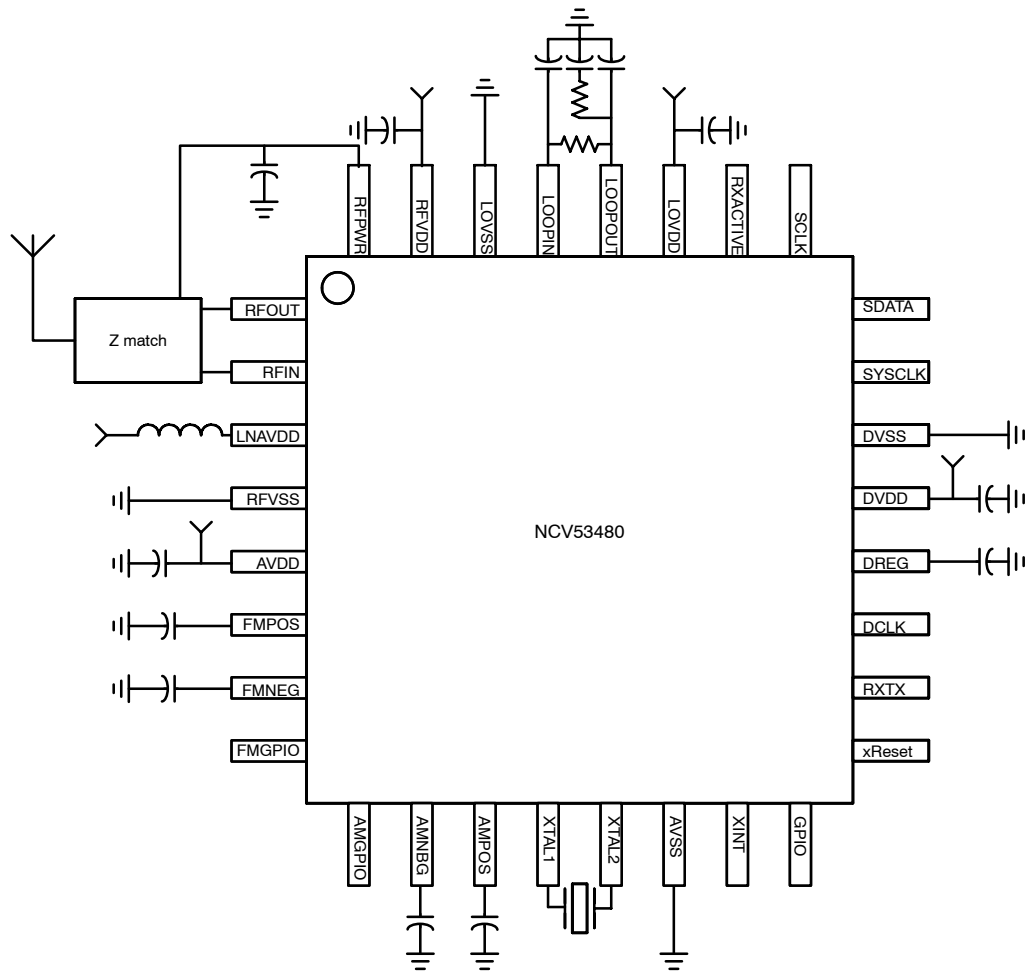 RFPWR
RFVDD
LOVSS
LOOPIN
LOOPOUT
LOVDD
RXACTIVE
SCLK
RFOUT
SDATA
Z match
RFIN
SYSCLK
LNAVDD
DVSS
RFVSS
DVDD
NCV53480
AVDD
DREG
FMPOS
DCLK
FMNEG
RXTX
FMGPIO
xReset
AMGPIO
AMNBG
AMPOS
XTAL1
XTAL2
AVSS
XINT
GPIO